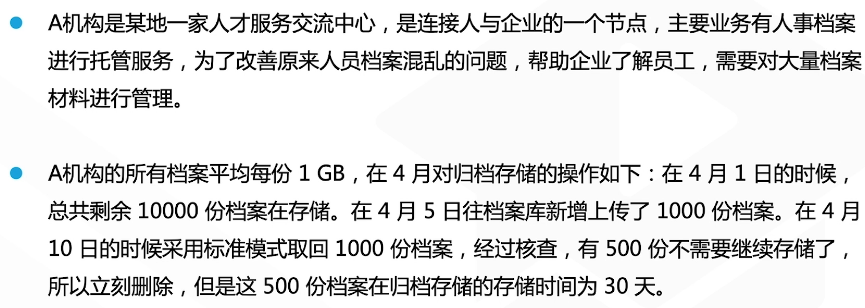 A机构是某地一家人才服务交流中心，是连接人与企业的一个节点，主要业务有人事档案
进行托管服务，为了改善原来人员档案混乱的问题，帮助企业了解员工，需要对大量档案
材料进行管理。
A机构的所有档案平均每份 1 GB，在 4 月对归档存储的操作如下：在 4 月 1 日的时候，
总共剩余 10000 份档案在存储。在 4 月 5 日往档案库新增上传了 1000 份档案。在 4 月
10 日的时候采用标准模式取回 1000 份档案，经过核查，有 500 份不需要继续存储了，
所以立刻删除，但是这 500 份档案在归档存储的存储时间为 30 天。